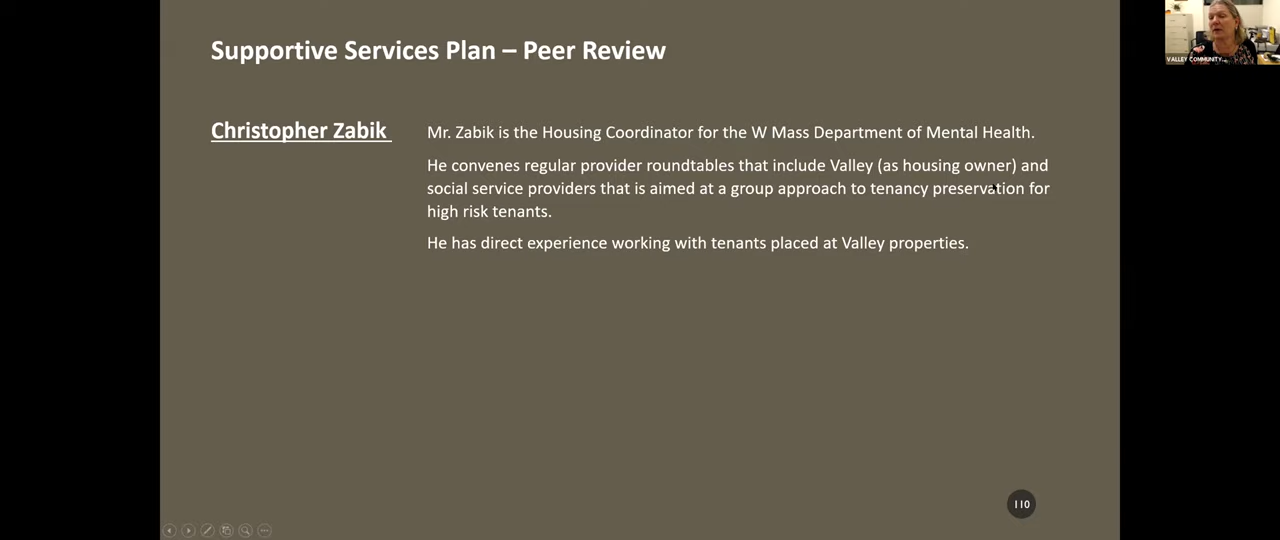 Supportive Services Plan – Peer Review
Christopher Zabik
Mr. Zabik is the Housing Coordinator for the W Mass Department of Mental Health.
He convenes regular provider roundtables that include Valley (as housing owner) and
social service providers that is aimed at a group approach to tenancy preservation for
high risk tenants.
He has direct experience working with tenants placed at Valley properties.
110
VALLEY COMMUNITY